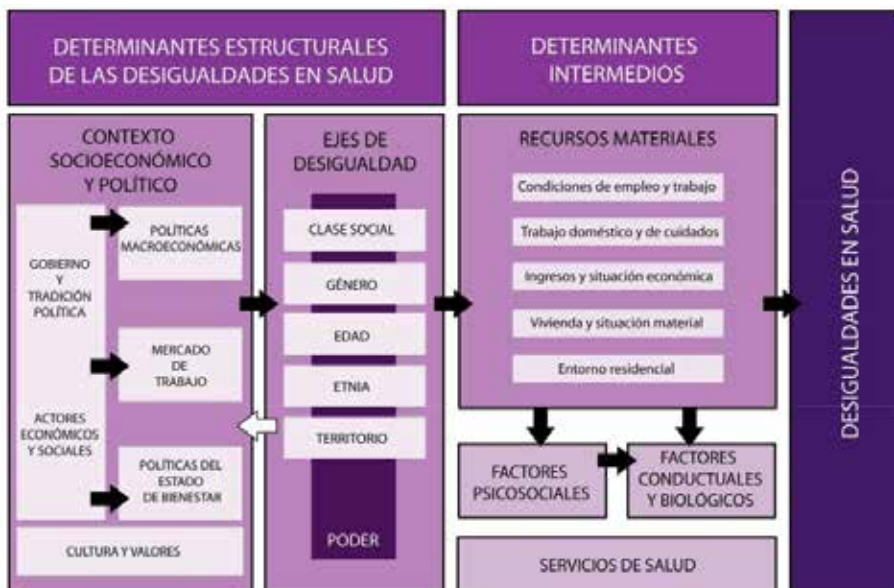 DETERMINANTES ESTRUCTURALES
DE LAS DESIGUALDADES EN SALUD
DETERMINANTES
INTERMEDIOS
CONTEXTO
SOCIOECONÓMICO
Y POLÍTICO
GOBIERNO
Y
TRADICIÓN
POLÍTICA
ACTORES
ECONÓMICOS
Y SOCIALES
POLÍTICAS
MACROECONÓMICAS
MERCADO
DE
TRABAJO
POLÍTICAS DEL
ESTADO
DE BIENESTAR
CULTURA Y VALORES
EJES DE
DESIGUALDAD
CLASE SOCIAL
GÉNERO
EDAD
ETNIA
TERRITORIO
PODER
RECURSOS MATERIALES
Condiciones de empleo y trabajo
Trabajo doméstico y de cuidados
Ingresos y situación económica
Vivienda y situación material
Entorno residencial
FACTORES
PSICOSOCIALES
FACTORES
CONDUCTUALES
Y BIOLÓGICOS
SERVICIOS DE SALUD
DESIGUALDADES EN SALUD